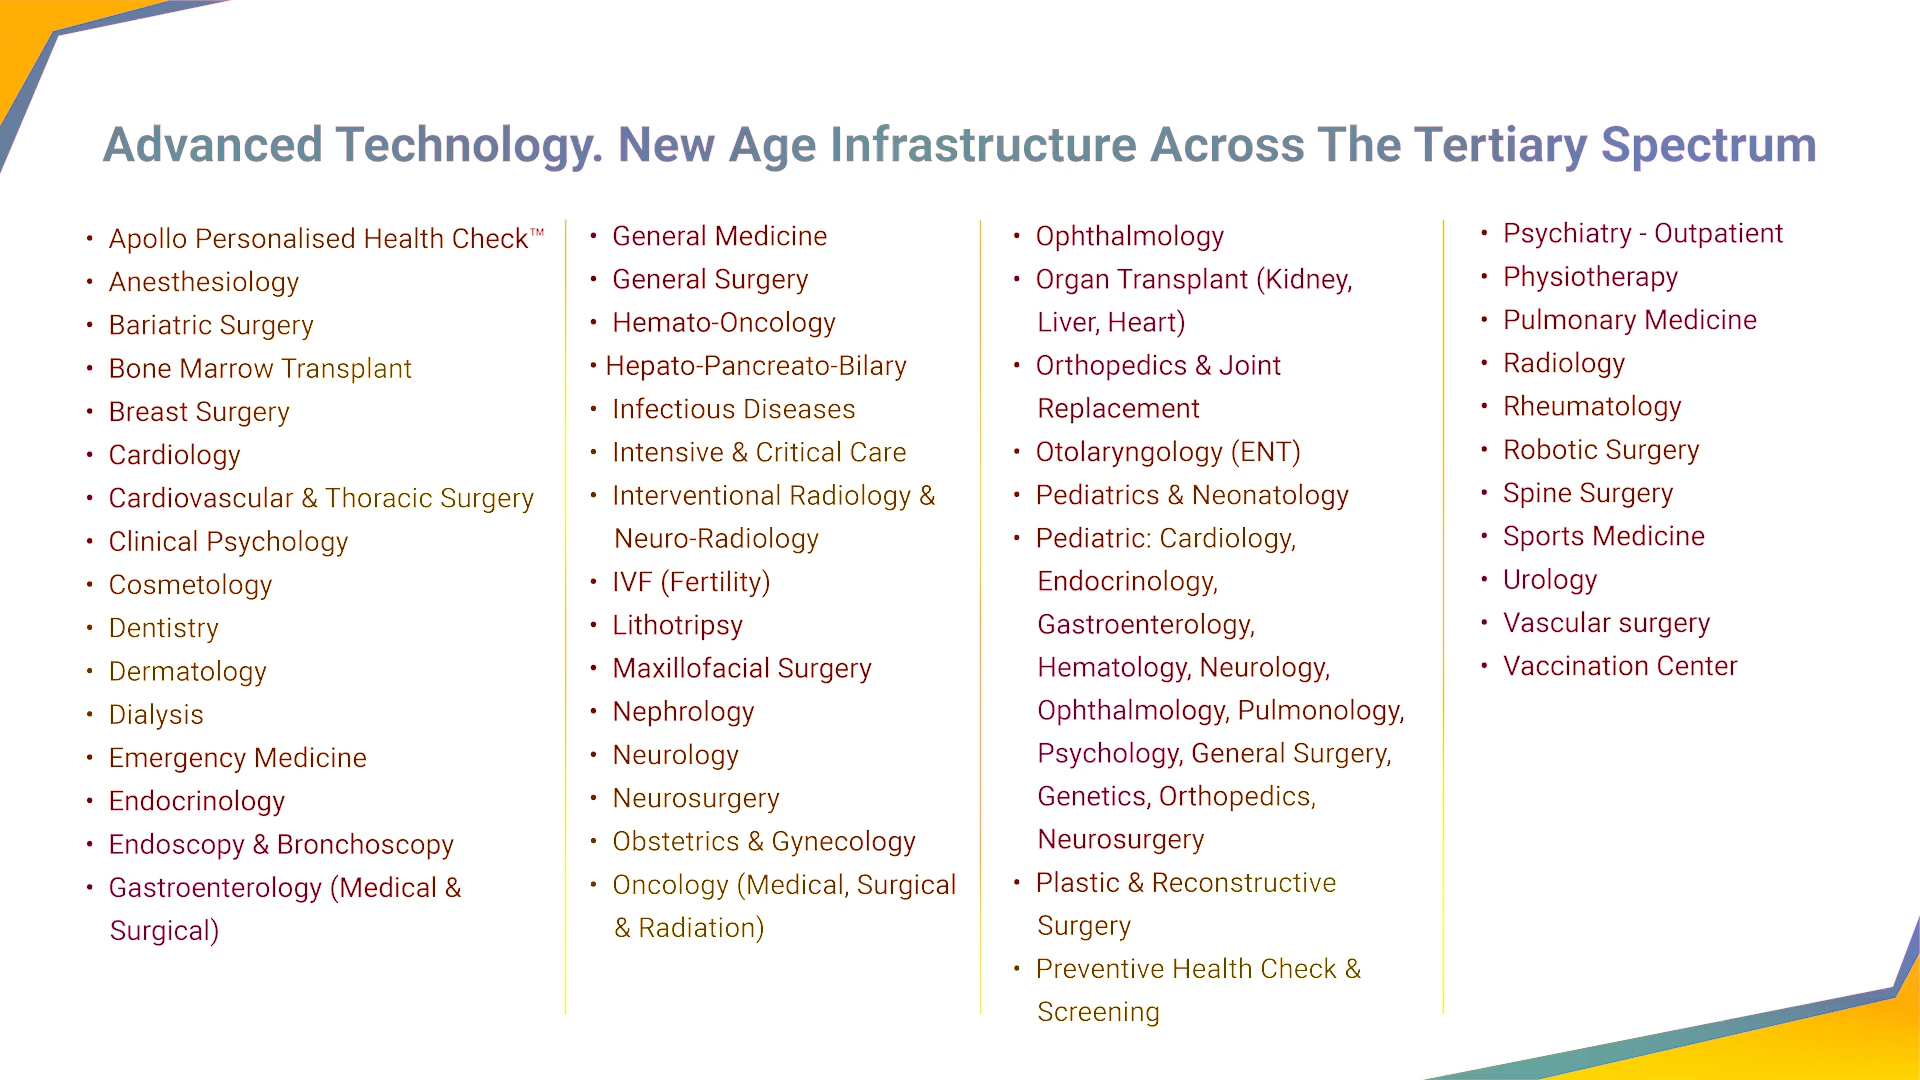 Advanced Technology. New Age Infrastructure Across The Tertiary Spectrum
• Apollo Personalised Health Check™
• Anesthesiology
• Bariatric Surgery
• Bone Marrow Transplant
• Breast Surgery
• Cardiology
• Cardiovascular & Thoracic Surgery
• Clinical Psychology
• Cosmetology
• Dentistry
• Dermatology
• Dialysis
• Emergency Medicine
• Endocrinology
• Endoscopy & Bronchoscopy
• Gastroenterology (Medical &
Surgical)
• General Medicine
• General Surgery
• Hemato-Oncology
• Hepato-Pancreato-Bilary
• Infectious Diseases
• Intensive & Critical Care
• Interventional Radiology &
Neuro-Radiology
• IVF (Fertility)
• Lithotripsy
• Maxillofacial Surgery
• Nephrology
• Neurology
• Neurosurgery
• Obstetrics & Gynecology
• Oncology (Medical, Surgical
& Radiation)
• Ophthalmology
• Organ Transplant (Kidney,
Liver, Heart)
• Orthopedics & Joint
Replacement
• Otolaryngology (ENT)
• Pediatrics & Neonatology
• Pediatric: Cardiology,
Endocrinology,
Gastroenterology,
Hematology, Neurology,
Ophthalmology, Pulmonology,
Psychology, General Surgery,
Genetics, Orthopedics,
Neurosurgery
• Plastic & Reconstructive
Surgery
• Preventive Health Check &
Screening
• Psychiatry - Outpatient
• Physiotherapy
• Pulmonary Medicine
• Radiology
• Rheumatology
• Robotic Surgery
• Spine Surgery
• Sports Medicine
• Urology
• Vascular surgery
• Vaccination Center